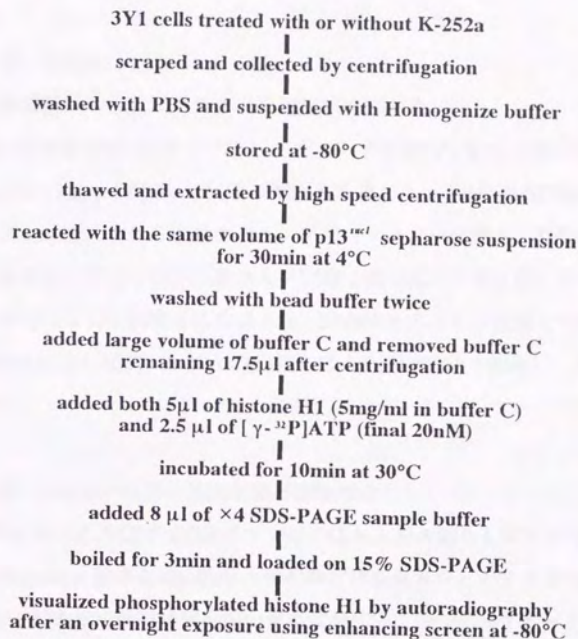 3Y1 cells treated with or without K-252a
scraped and collected by centrifugation
washed with PBS and suspended with Homogenize buffer
stored at -80°C
thawed and extracted by high speed centrifugation
reacted with the same volume of p13suc1 sepharose suspension
for 30min at 4°C
washed with bead buffer twice
added large volume of buffer C and removed buffer C
remaining 17.5μl after centrifugation
added both 5μl of histone H1 (5mg/ml in buffer C)
and 2.5 μl of [ γ- ³²P]ATP (final 20nM)
incubated for 10min at 30°C
added 8 μl of ×4 SDS-PAGE sample buffer
boiled for 3min and loaded on 15% SDS-PAGE
visualized phosphorylated histone H1 by autoradiography
after an overnight exposure using enhancing screen at -80°C